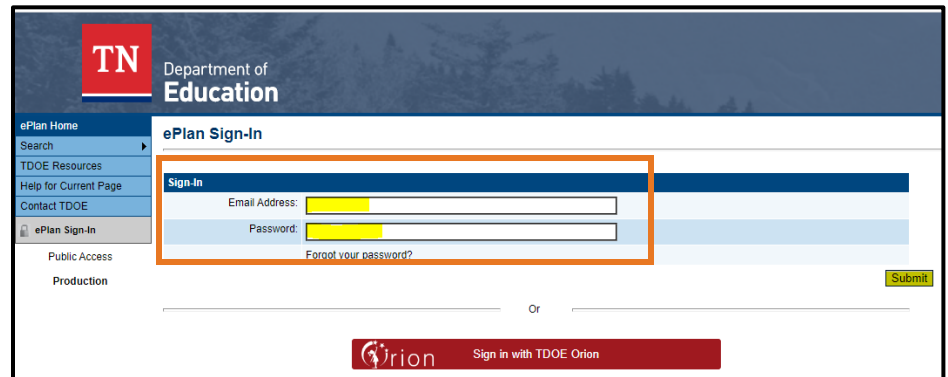 TN
Department of
Education
ePlan Home
Search
TDOE Resources
Help for Current Page
Contact TDOE
ePlan Sign-In
Public Access
Production
ePlan Sign-In
Sign-In
Email Address:
Password:
Forgot your password?
Submit
Or
Orion Sign in with TDOE Orion